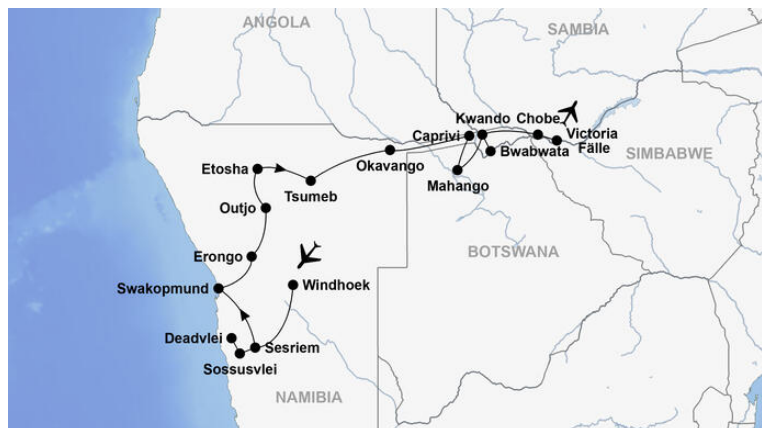 ANGOLA
SAMBIA
Kwando
Chobe
Caprivi
Victoria
Fälle
Etosha
Okavango
Bwabwata
SIMBABWE
Tsumeb
Mahango
Outjo
BOTSWANA
Erongo
Swakopmund
Windhoek
Deadvlei
Sesriem
Sossusvlei
NAMIBIA